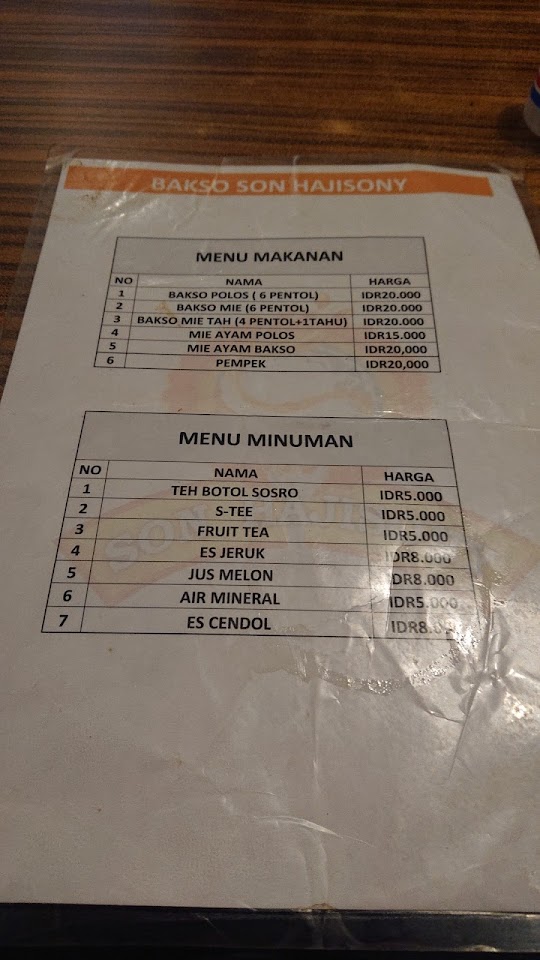 BAKSO SON HAJISONY
MENU MAKANAN
NO NAMA HARGA
1 BAKSO POLOS ( 6 PENTOL) IDR20.000
2 BAKSO MIE (6 PENTOL) IDR20.000
3 BAKSO MIE TAH (4 PENTOL+1TAHU) IDR20.000
4 MIE AYAM POLOS IDR15.000
5 MIE AYAM BAKSO IDR20,000
6 PEMPEK IDR20,000
MENU MINUMAN
NO NAMA HARGA
1 TEH BOTOL SOSRO IDR5.000
2 S-TEE IDR5.000
3 FRUIT TEA IDR5.000
4 ES JERUK IDR8.000
5 JUS MELON IDR8.000
6 AIR MINERAL IDR5.000
7 ES CENDOL